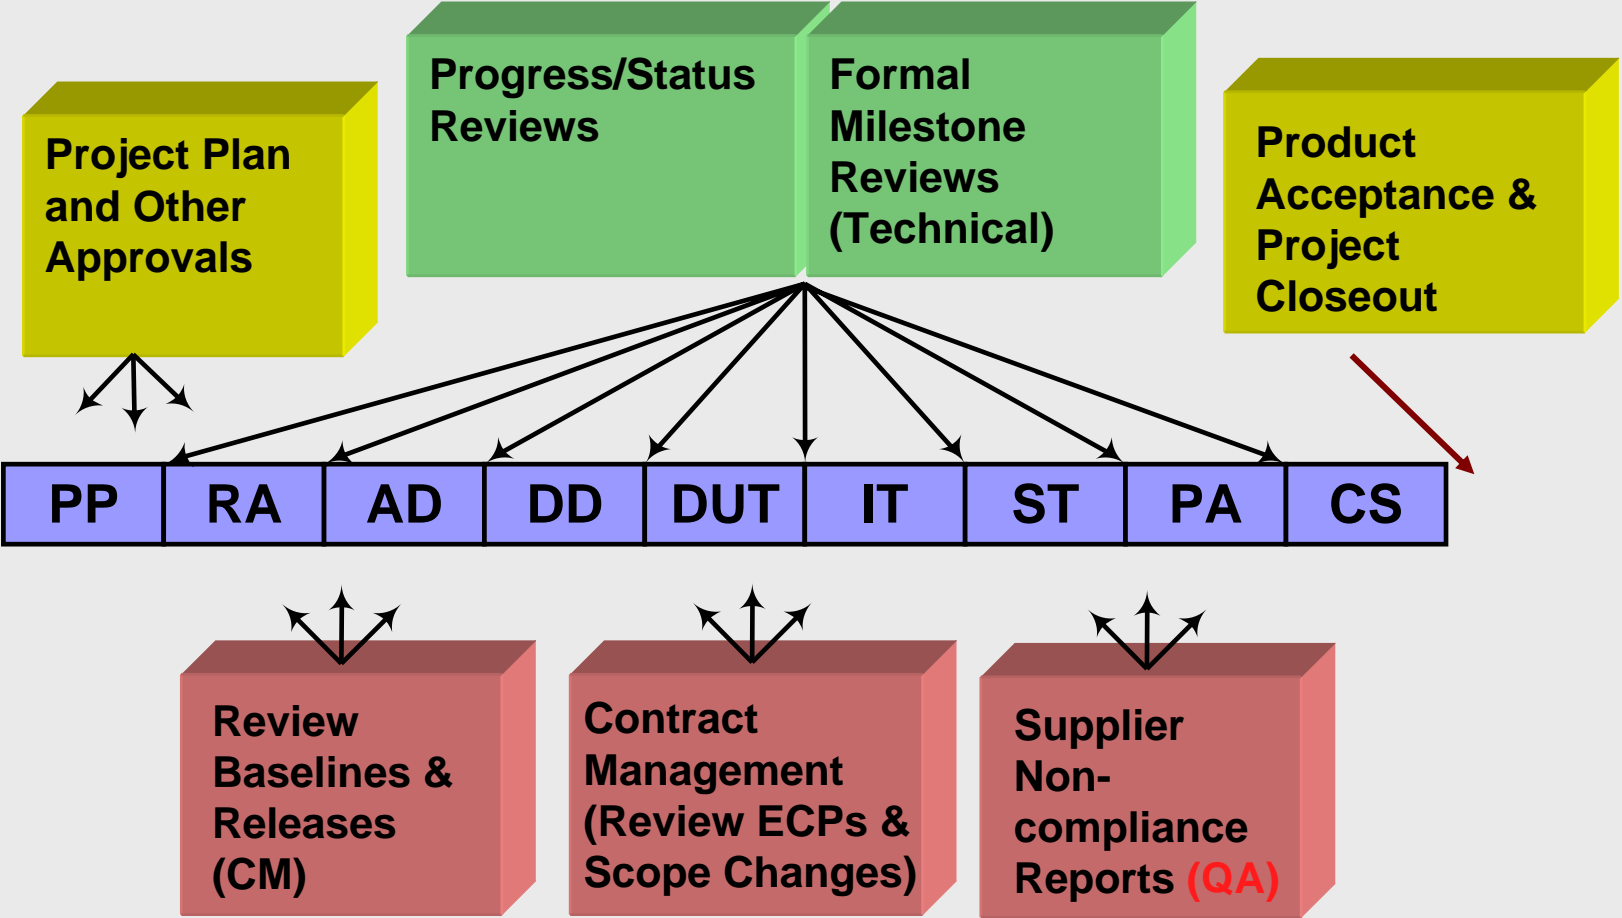 Project Plan
and Other
Approvals
Progress/Status
Reviews
Formal
Milestone
Reviews
(Technical)
Product
Acceptance &
Project
Closeout
PP RA AD DD DUT IT ST PA CS
Review
Baselines &
Releases
(CM)
Contract
Management
(Review ECPs &
Scope Changes)
Supplier
Non-
compliance
Reports (QA)